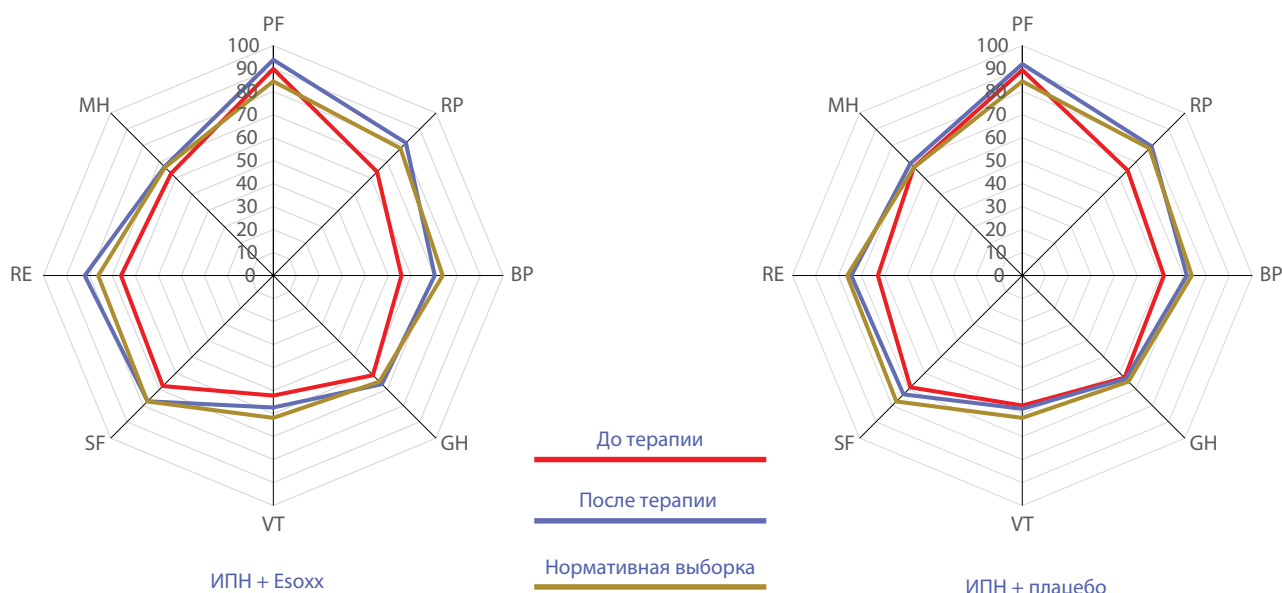 PF
100
90
80
70
60
50
40
30
20
10
0
MH
RP
RE
BP
SF
GH
VT
ИПН + Esoxx
До терапии
После терапии
Нормативная выборка
PF
100
90
80
70
60
50
40
30
20
10
0
MH
RP
RE
BP
SF
GH
VT
ИПН + плацебо